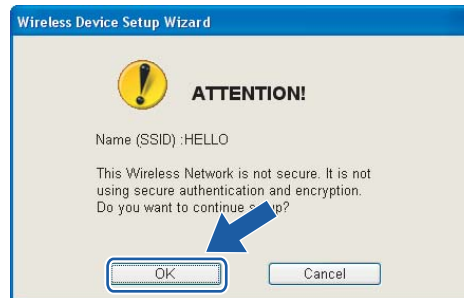 Wireless Device Setup Wizard
ATTENTION!
Name (SSID) :HELLO
This Wireless Network is not secure. It is not
using secure authentication and encryption.
Do you want to continue setup?
OK
Cancel